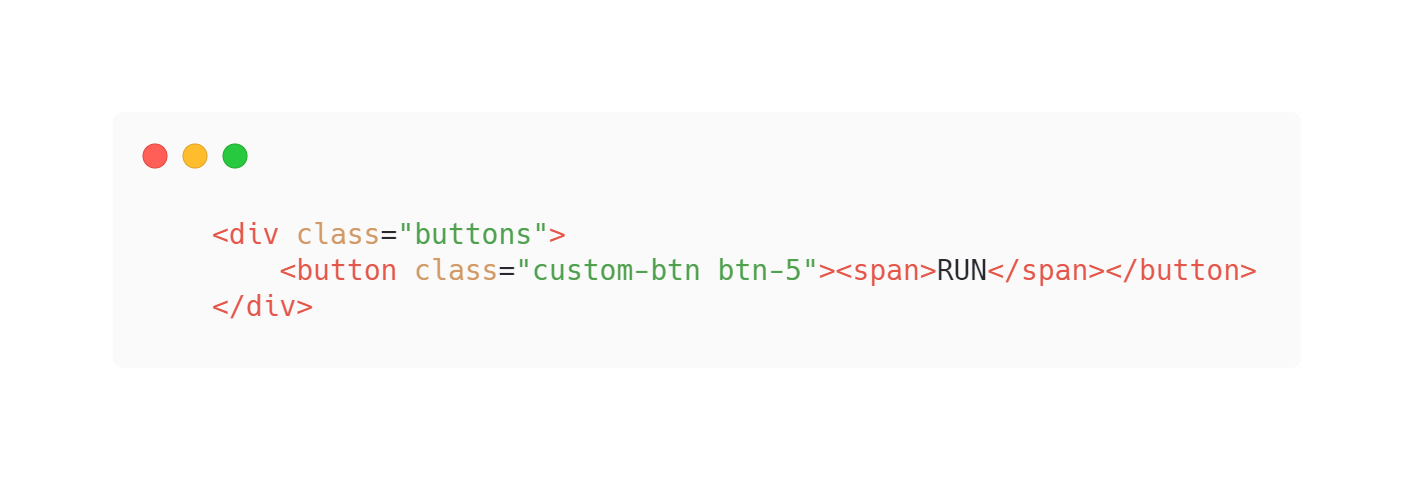 <div class="buttons">
    <button class="custom-btn btn-5"><span>RUN</span></button>
</div>